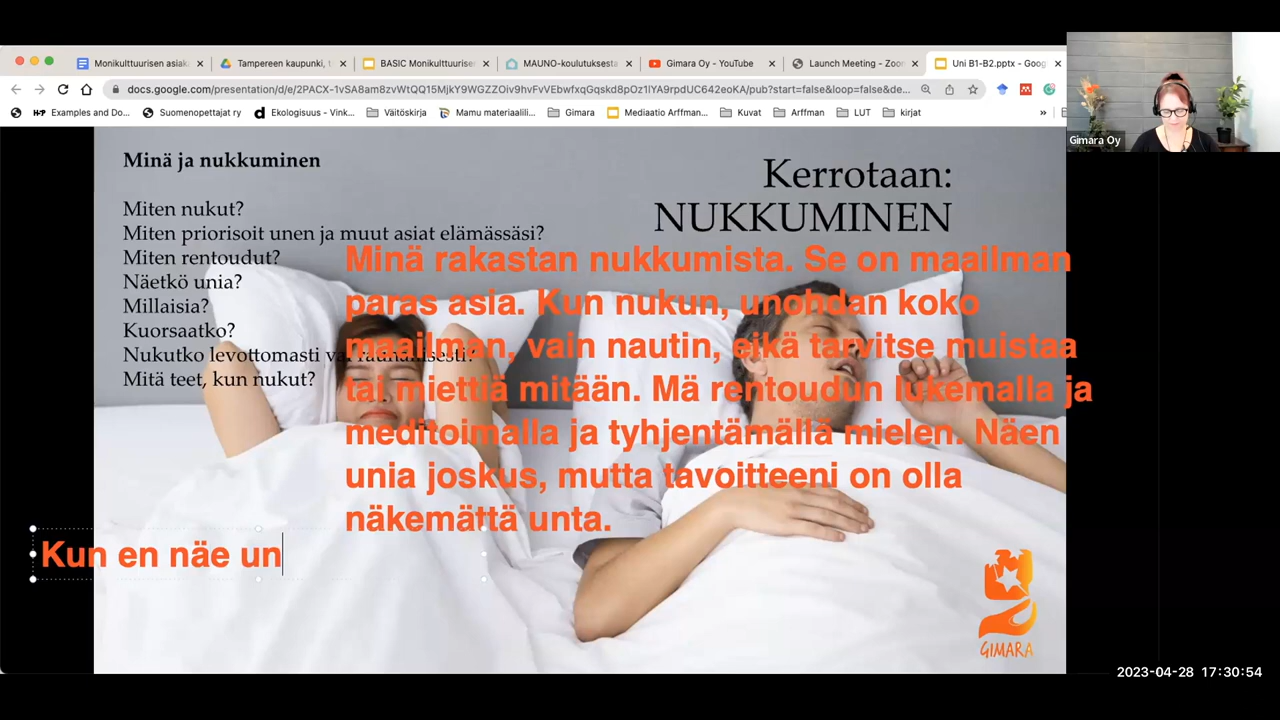 Monikulttuurisen asiak
Tampereen kaupunki, t
BASIC Monikulttuurise
MAUNO-koulutuksesta
Gimara Oy - YouTube
Launch Meeting - Zoo
Uni B1-B2.pptx - Goog
docs.google.com/presentation/d/e/2PACX-1vSA8am8zvWtQQ15MjkY9WGZZOiv9hvFvVEbwfxqGqskd8pOz1IYA9rpdUC642eoKA/pub?start=false&loop=false&de...
Examples and Do...
Suomenopettajat ry
Ekologisuus - Vink...
Väitöskirja
Mamu materiaalili...
Gimara
Mediaatio Arffman...
Kuvat
Arffman
LUT
kirjat
»
Gimara Oy
Minä ja nukkuminen
Kerrotaan:
NUKKUMINEN
Miten nukut?
Miten priorisoit unen ja muut asiat elämässäsi?
Miten rentoudut?
Näetkö unia?
Millaisia?
Kuorsaatko?
Nukutko levottomasti vai rauhallisesti?
Mitä teet, kun nukut?
Minä rakastan nukkumista. Se on maailman
paras asia. Kun nukun, unohdan koko
maailman, vain nautin, eikä tarvitse muistaa
tai miettiä mitään. Mä rentoudun lukemalla ja
meditoimalla ja tyhjentämällä mielen. Näen
unia joskus, mutta tavoitteeni on olla
näkemättä unta.
Kun en näe un
GIMARA
2023-04-28 17:30:54